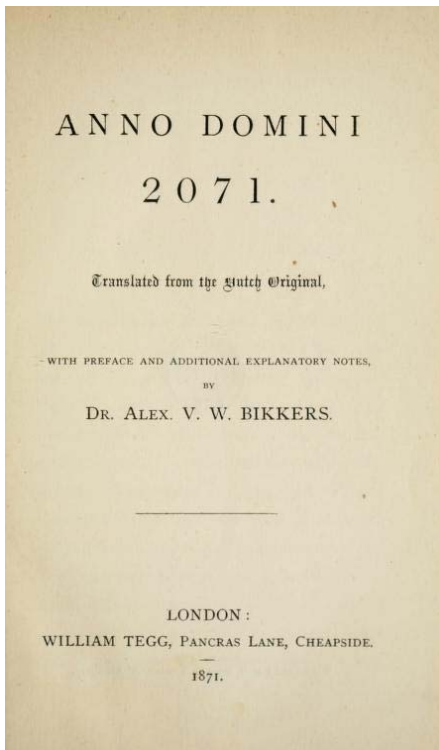 ANNO DOMINI
2071.
Translated from the Dutch Original,
WITH PREFACE AND ADDITIONAL EXPLANATORY NOTES,
BY
DR. ALEX. V. W. BIKKERS.
LONDON:
WILLIAM TEGG, PANCRAS LANE, CHEAPSIDE.
1871.